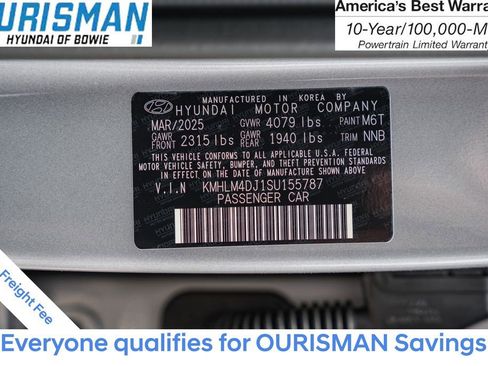 OURISMAN
HYUNDAI OF BOWIE
America's Best Warra
10-Year/100,000-M
Powertrain Limited Warrant
MANUFACTURED IN KOREA BY
HYUNDAI MOTOR COMPANY
MAR/2025 GVWR 4079 lbs PAINT M6T
GAWR FRONT 2315 lbs GAWR REAR 1940 lbs TRIM NNB
THIS VEHICLE CONFORMS TO ALL APPLICABLE U.S.A FEDERAL
MOTOR VEHICLE SAFETY, BUMPER, AND THEFT PREVENTION
STANDARDS IN EFFECT ON THE DATE OF MANUFACTURE SHOWN ABOVE.
V.I.N KMHLM4DJ1SU155787
PASSENGER CAR
Freight Fee
Everyone qualifies for OURISMAN Savings